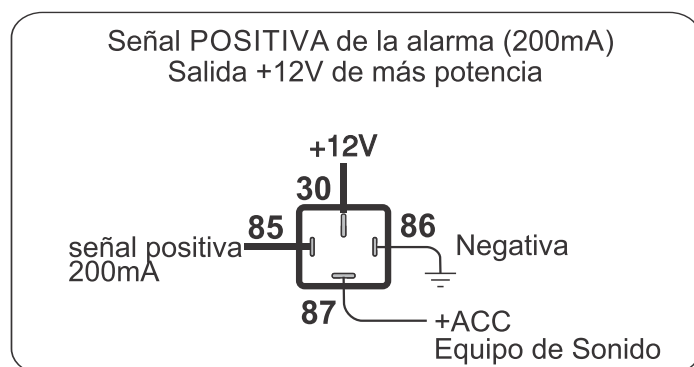 Señal POSITIVA de la alarma (200mA)
Salida +12V de más potencia
+12V
30
85
86
señal positiva
200mA
Negativa
87
+ACC
Equipo de Sonido